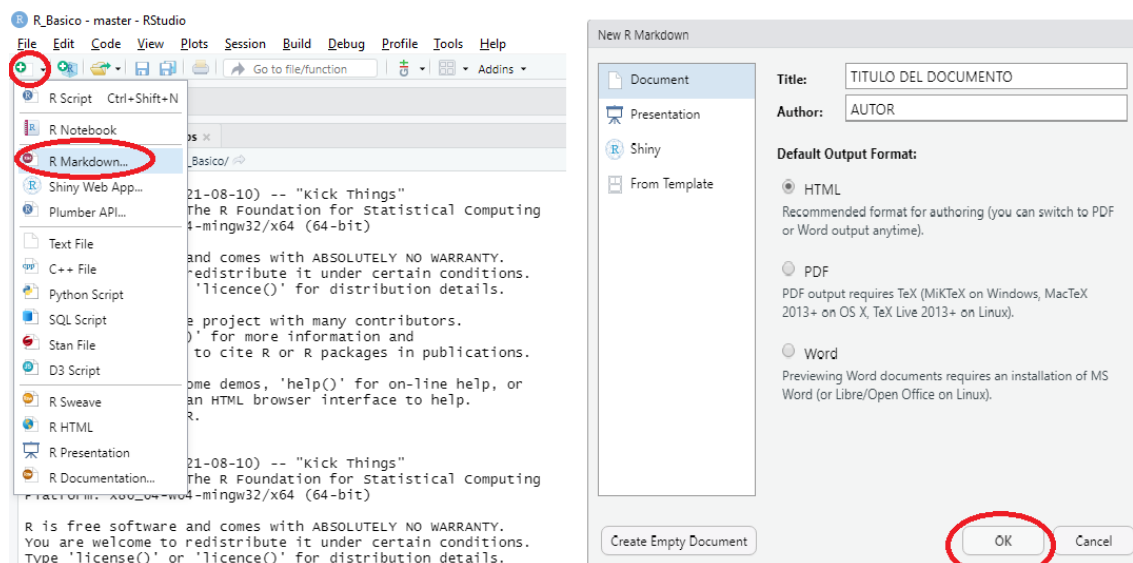 R_Basico - master - RStudio
File Edit Code View Plots Session Build Debug Profile Tools Help
Go to file/function Addins
R Script Ctrl+Shift+N
R Notebook
R Markdown...
Shiny Web App...
Plumber API...
Text File
C++ File
Python Script
SQL Script
Stan File
D3 Script
R Sweave
R HTML
R Presentation
R Documentation...
_Basico/
21-08-10) -- "Kick Things"
The R Foundation for Statistical Computing
4-mingw32/x64 (64-bit)
and comes with ABSOLUTELY NO WARRANTY.
redistribute it under certain conditions.
'licence()' for distribution details.
e project with many contributors.
)' for more information and
to cite R or R packages in publications.
ome demos, 'help()' for on-line help, or
an HTML browser interface to help.
R.
21-08-10) -- "Kick Things"
The R Foundation for Statistical Computing
Platform: x86_64-w64-mingw32/x64 (64-bit)
R is free software and comes with ABSOLUTELY NO WARRANTY.
You are welcome to redistribute it under certain conditions.
Type 'license()' or 'licence()' for distribution details.
New R Markdown
Document
Presentation
Shiny
From Template
Title: TITULO DEL DOCUMENTO
Author: AUTOR
Default Output Format:
HTML
Recommended format for authoring (you can switch to PDF
or Word output anytime).
PDF
PDF output requires TeX (MiKTeX on Windows, MacTeX
2013+ on OS X, TeX Live 2013+ on Linux).
Word
Previewing Word documents requires an installation of MS
Word (or Libre/Open Office on Linux).
Create Empty Document OK Cancel